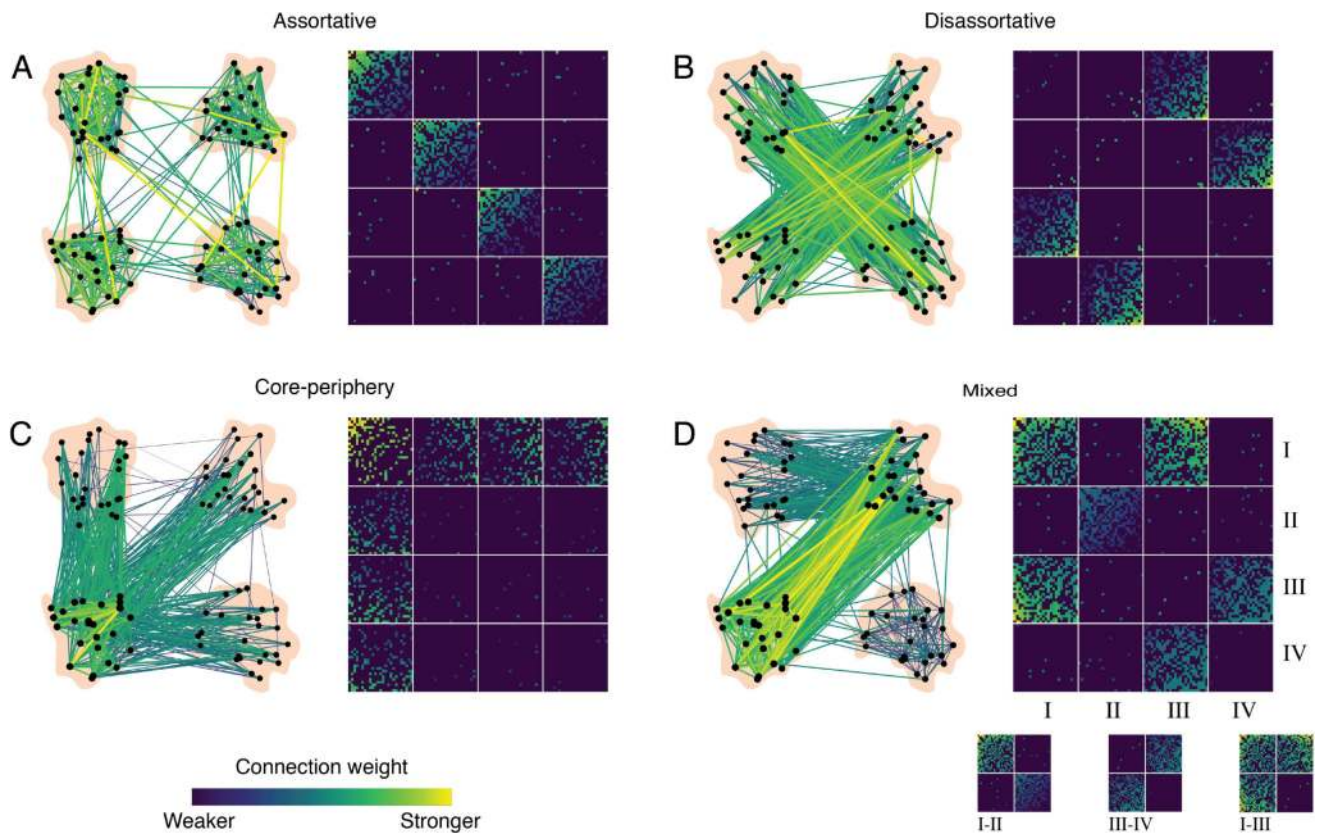 Assortative
Disassortative
A
B
Core-periphery
Mixed
C
D
I
II
III
IV
I II III IV
Connection weight
Weaker Stronger
I-II III-IV I-III